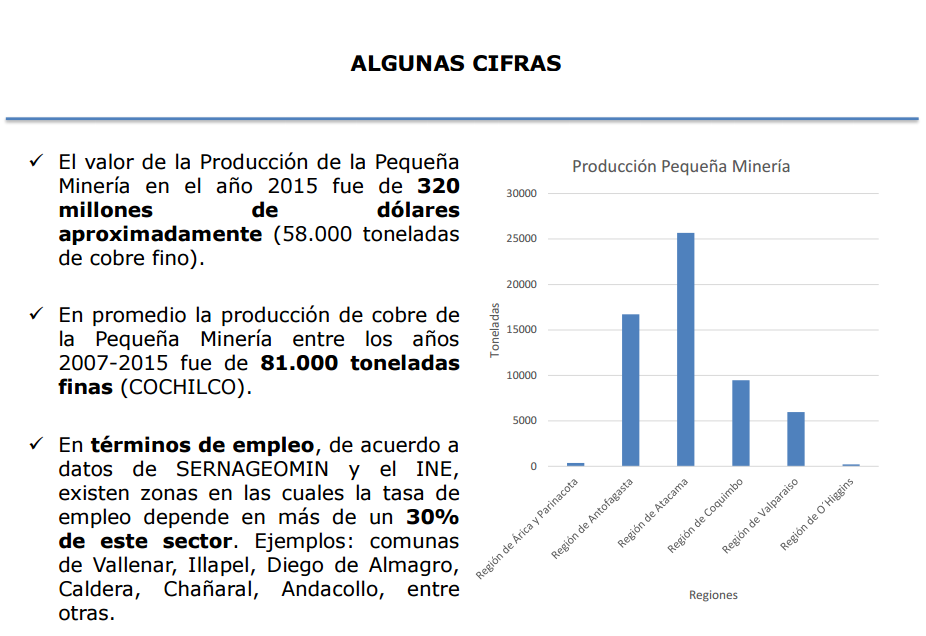 ALGUNAS CIFRAS
✓ El valor de la Producción de la Pequeña
Minería en el año 2015 fue de 320
millones de dólares
aproximadamente (58.000 toneladas
de cobre fino).
✓ En promedio la producción de cobre de
la Pequeña Minería entre los años
2007-2015 fue de 81.000 toneladas
finas (COCHILCO).
✓ En términos de empleo, de acuerdo a
datos de SERNAGEOMIN y el INE,
existen zonas en las cuales la tasa de
empleo depende en más de un 30%
de este sector. Ejemplos: comunas
de Vallenar, Illapel, Diego de Almagro,
Caldera, Chañaral, Andacollo, entre
otras.
Producción Pequeña Minería
30000
25000
20000
15000
10000
5000
0
Toneladas
Región de Árica y Parinacota
Región de Antofagasta
Región de Atacama
Región de Coquimbo
Región de Valparaiso
Región de O´Higgins
Regiones